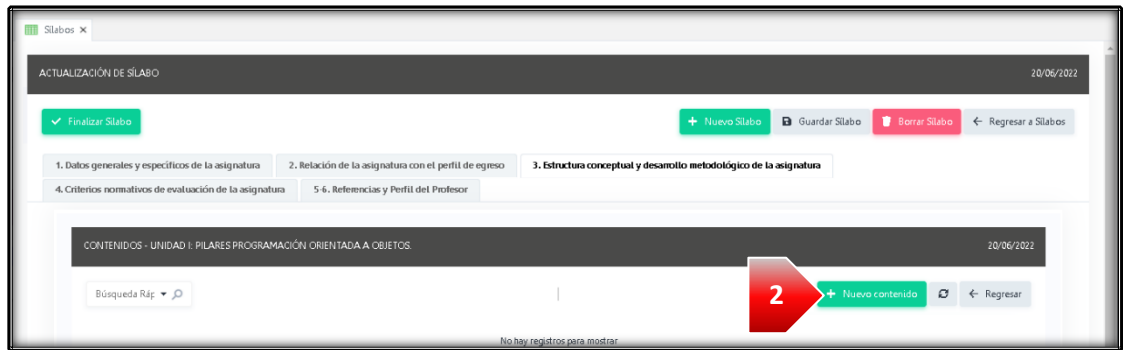 Sílabos ×
ACTUALIZACIÓN DE SÍLABO 20/06/2022
Finalizar Sílabo + Nuevo Sílabo Guardar Sílabo Borrar Sílabo ← Regresar a Sílabos
1. Datos generales y específicos de la asignatura 2. Relación de la asignatura con el perfil de egreso 3. Estructura conceptual y desarrollo metodológico de la asignatura
4. Criterios normativos de evaluación de la asignatura 5-6. Referencias y Perfil del Profesor
CONTENIDOS - UNIDAD I: PILARES PROGRAMACIÓN ORIENTADA A OBJETOS. 20/06/2022
Búsqueda Ráp 2 + Nuevo contenido ← Regresar
No hay registros para mostrar